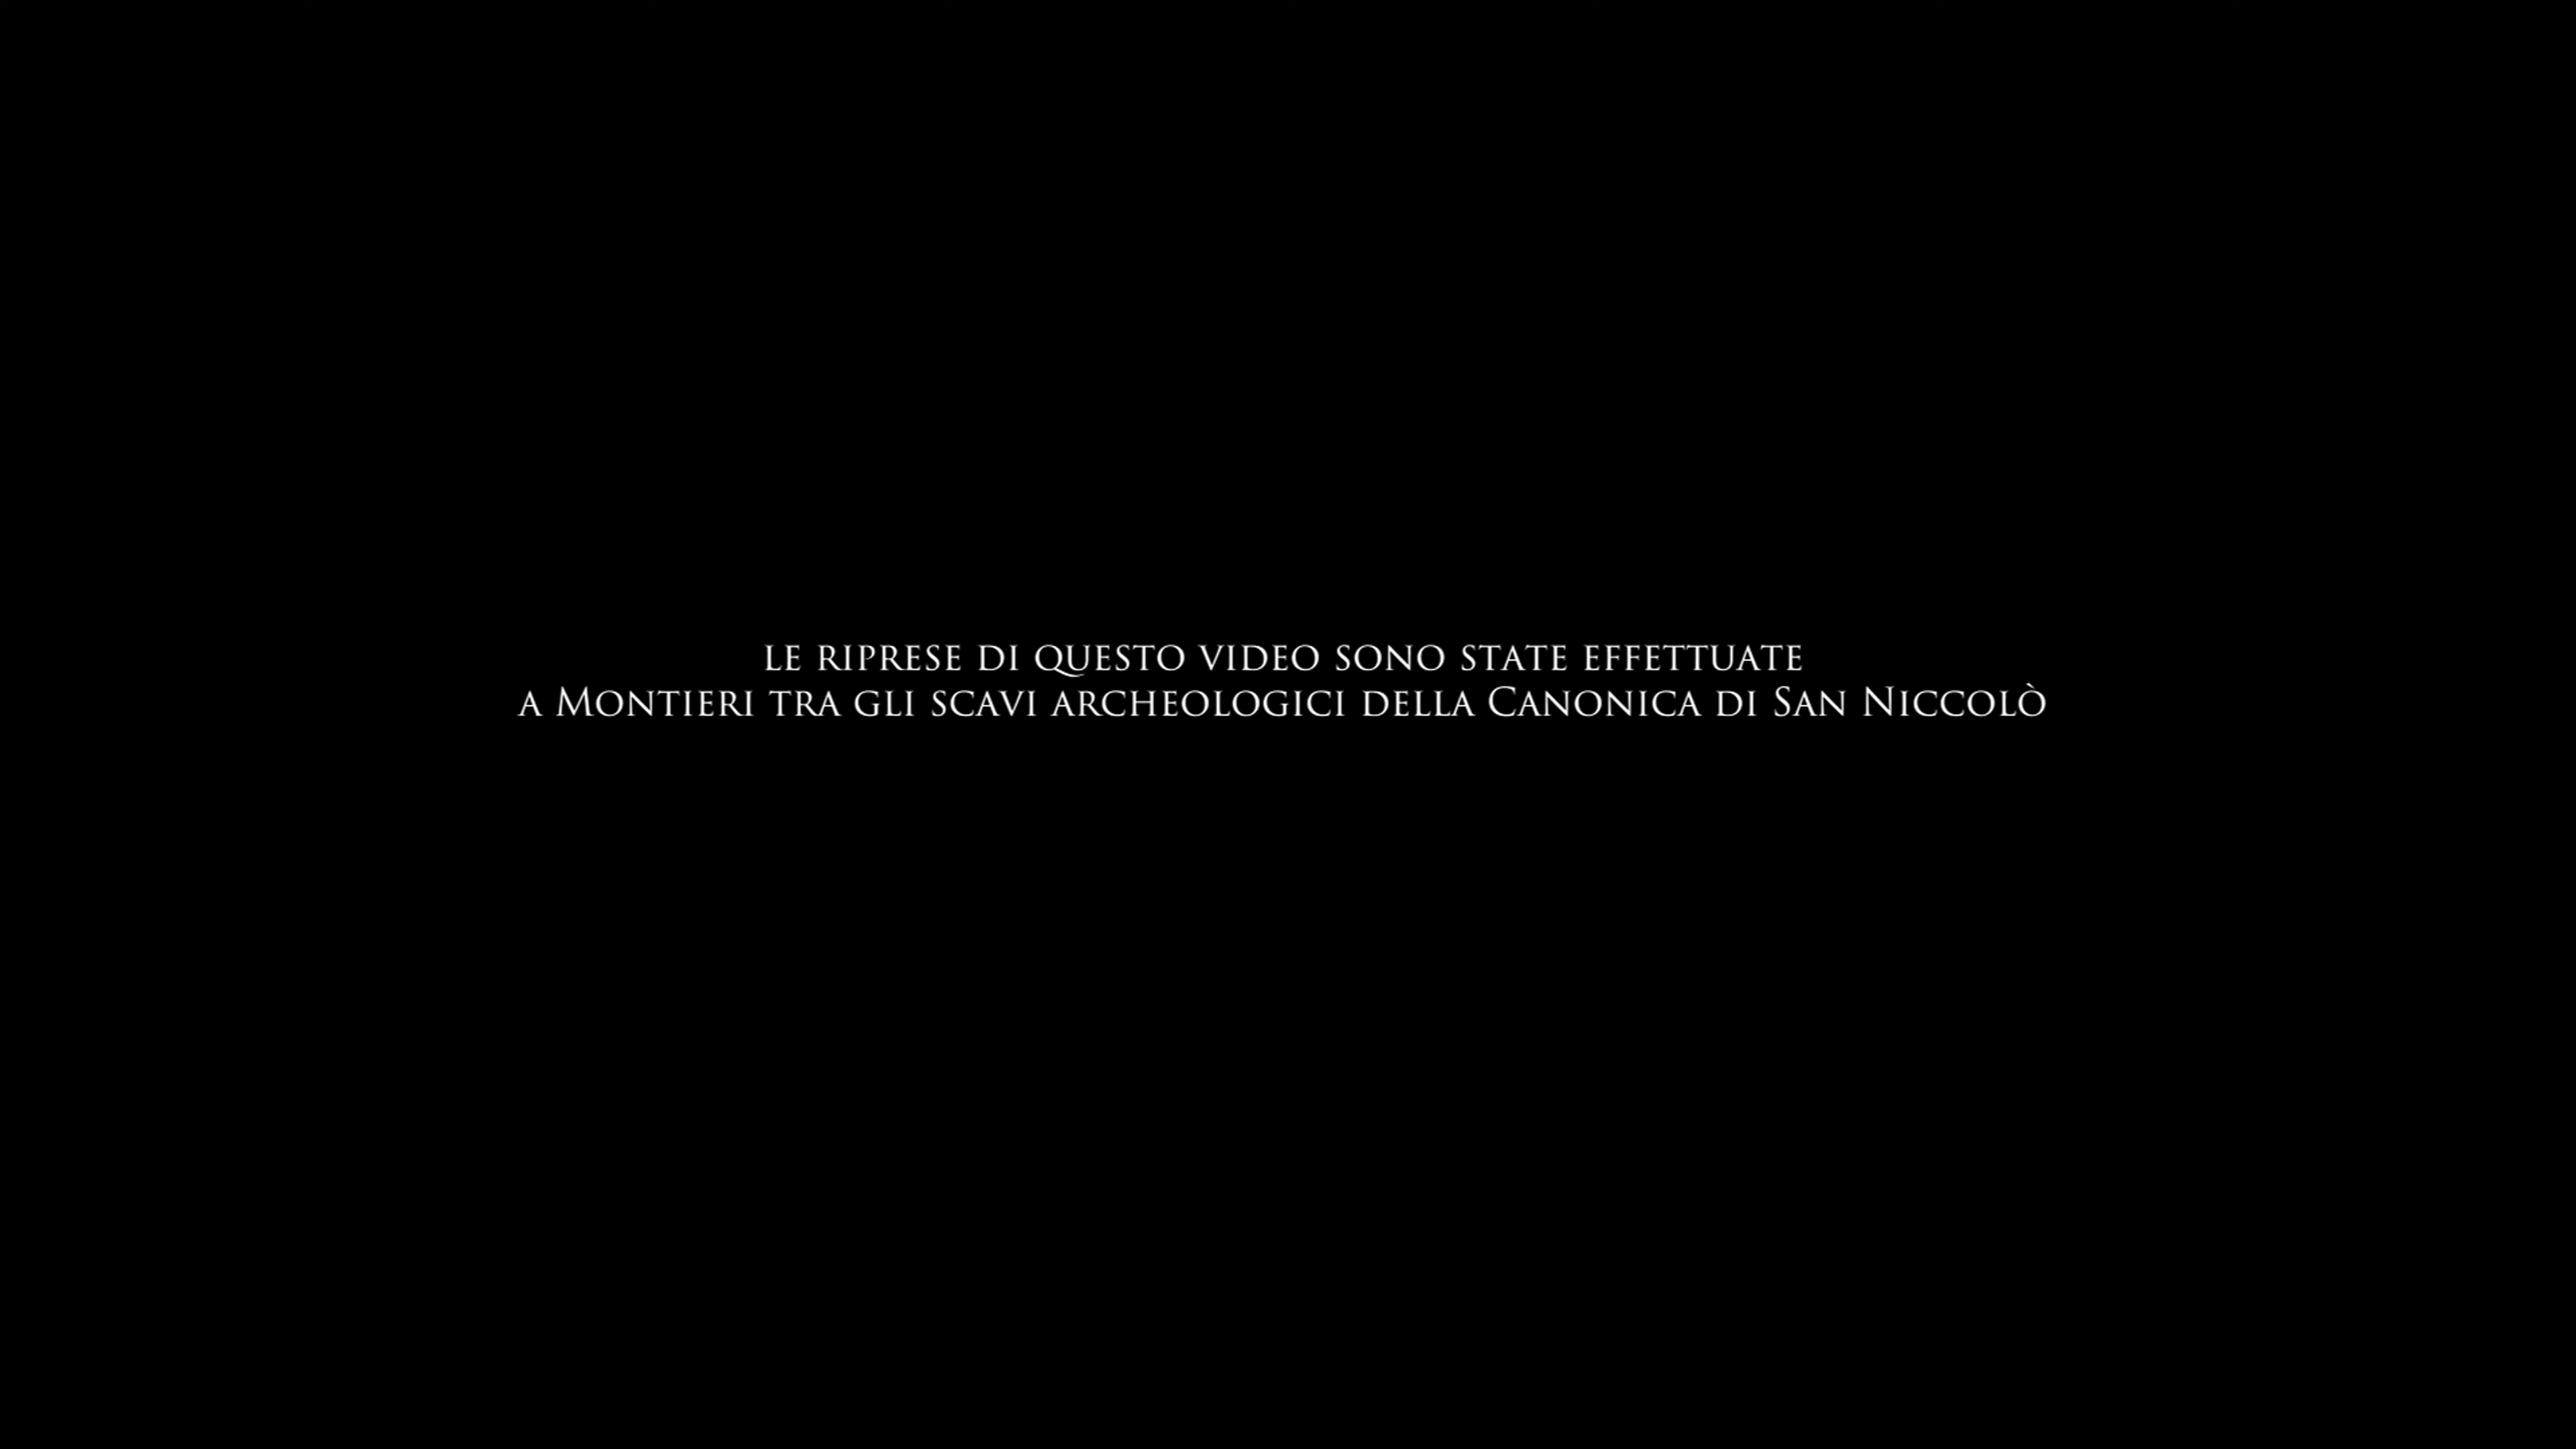 le riprese di questo video sono state effettuate
a Montieri tra gli scavi archeologici della Canonica di San Niccolò